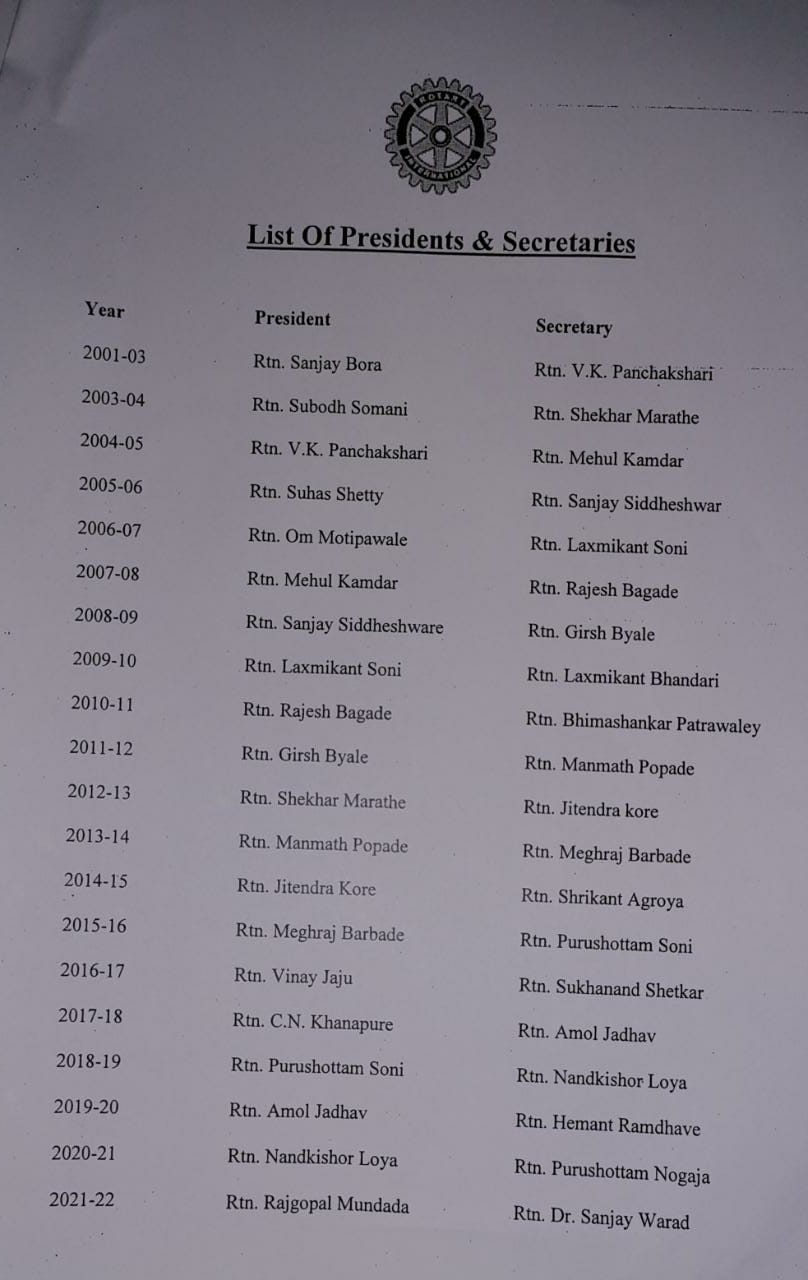 ROTARY
INTERNATIONAL
List Of Presidents & Secretaries
Year President Secretary
2001-03 Rtn. Sanjay Bora Rtn. V.K. Panchakshari
2003-04 Rtn. Subodh Somani Rtn. Shekhar Marathe
2004-05 Rtn. V.K. Panchakshari Rtn. Mehul Kamdar
2005-06 Rtn. Suhas Shetty Rtn. Sanjay Siddheshwar
2006-07 Rtn. Om Motipawale Rtn. Laxmikant Soni
2007-08 Rtn. Mehul Kamdar Rtn. Rajesh Bagade
2008-09 Rtn. Sanjay Siddheshware Rtn. Girsh Byale
2009-10 Rtn. Laxmikant Soni Rtn. Laxmikant Bhandari
2010-11 Rtn. Rajesh Bagade Rtn. Bhimashankar Patrawaley
2011-12 Rtn. Girsh Byale Rtn. Manmath Popade
2012-13 Rtn. Shekhar Marathe Rtn. Jitendra kore
2013-14 Rtn. Manmath Popade Rtn. Meghraj Barbade
2014-15 Rtn. Jitendra Kore Rtn. Shrikant Agroya
2015-16 Rtn. Meghraj Barbade Rtn. Purushottam Soni
2016-17 Rtn. Vinay Jaju Rtn. Sukhanand Shetkar
2017-18 Rtn. C.N. Khanapure Rtn. Amol Jadhav
2018-19 Rtn. Purushottam Soni Rtn. Nandkishor Loya
2019-20 Rtn. Amol Jadhav Rtn. Hemant Ramdhave
2020-21 Rtn. Nandkishor Loya Rtn. Purushottam Nogaja
2021-22 Rtn. Rajgopal Mundada Rtn. Dr. Sanjay Warad